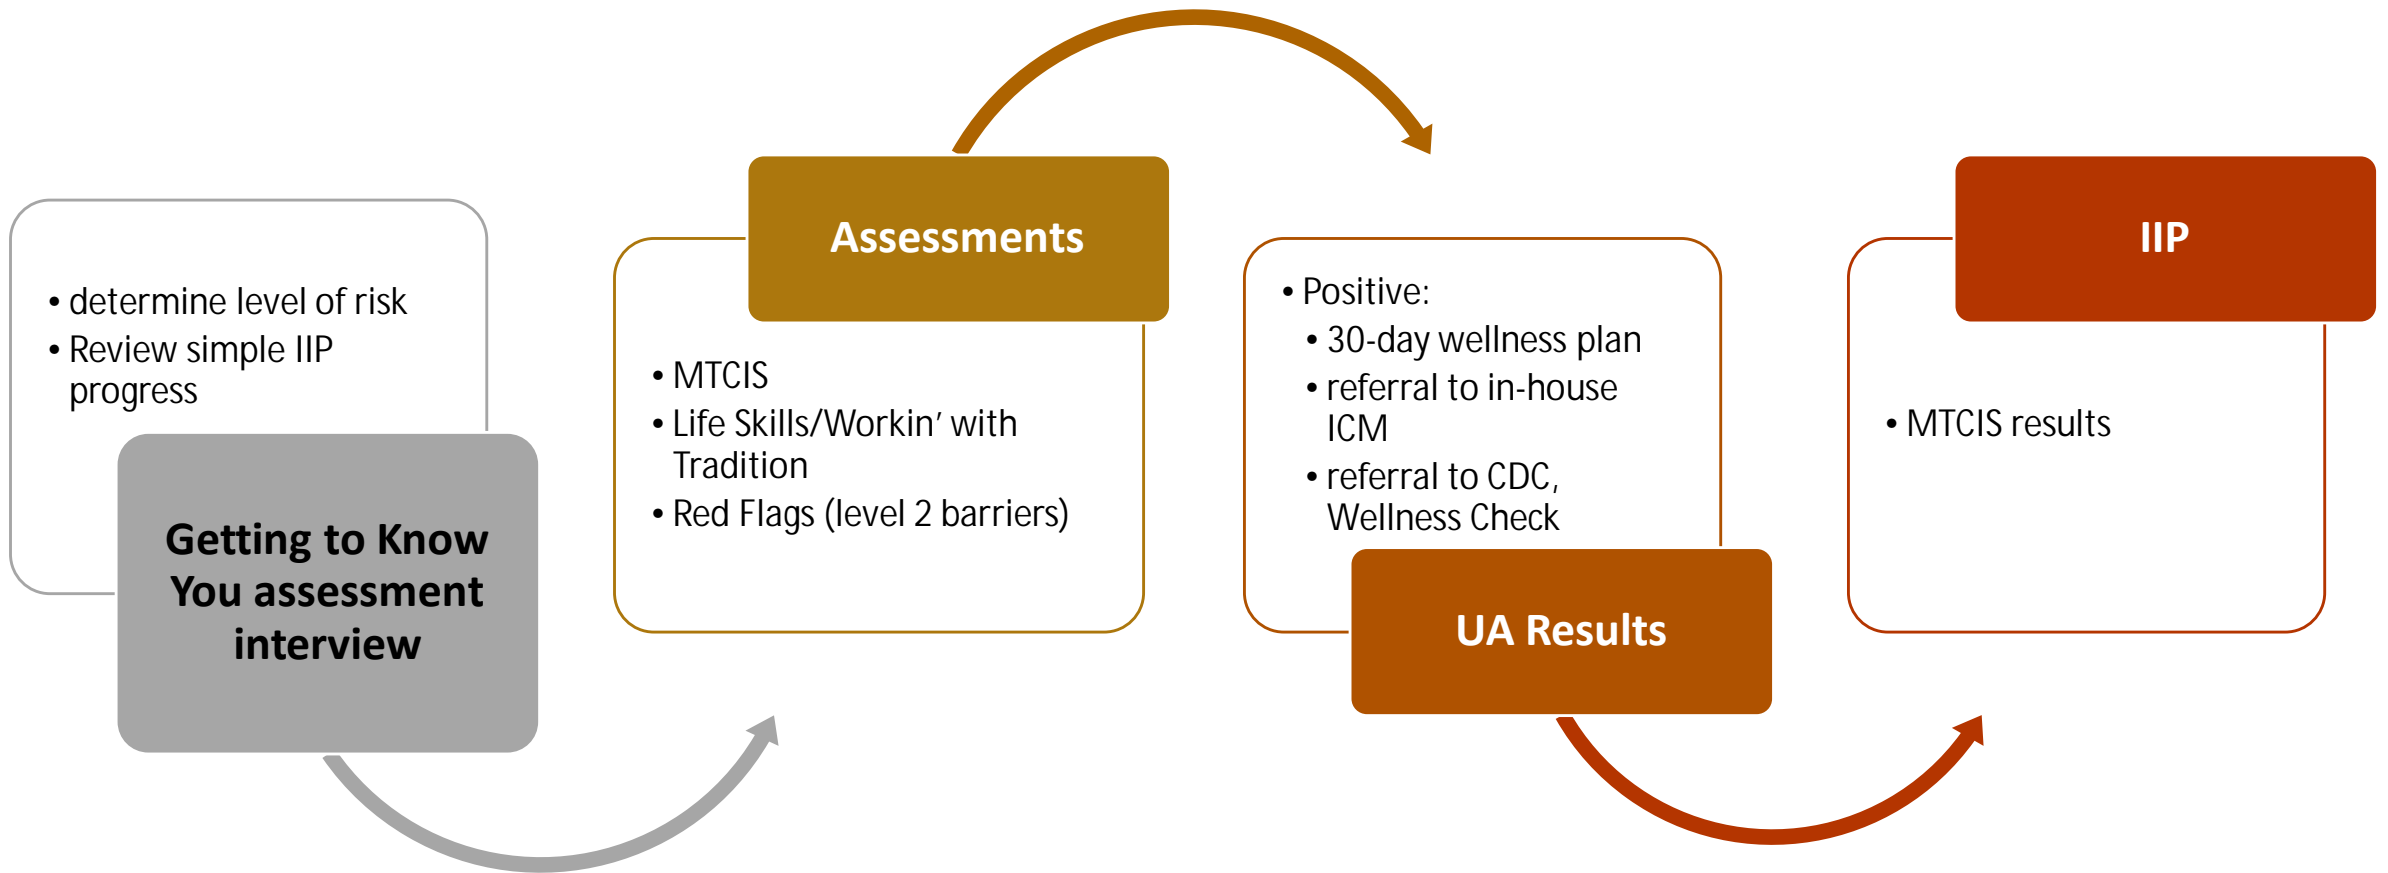 • determine level of risk
• Review simple IIP
progress
Getting to Know
You assessment
interview
Assessments
• MTCIS
• Life Skills/Workin’ with
Tradition
• Red Flags (level 2 barriers)
• Positive:
• 30-day wellness plan
• referral to in-house
ICM
• referral to CDC,
Wellness Check
UA Results
IIP
• MTCIS results